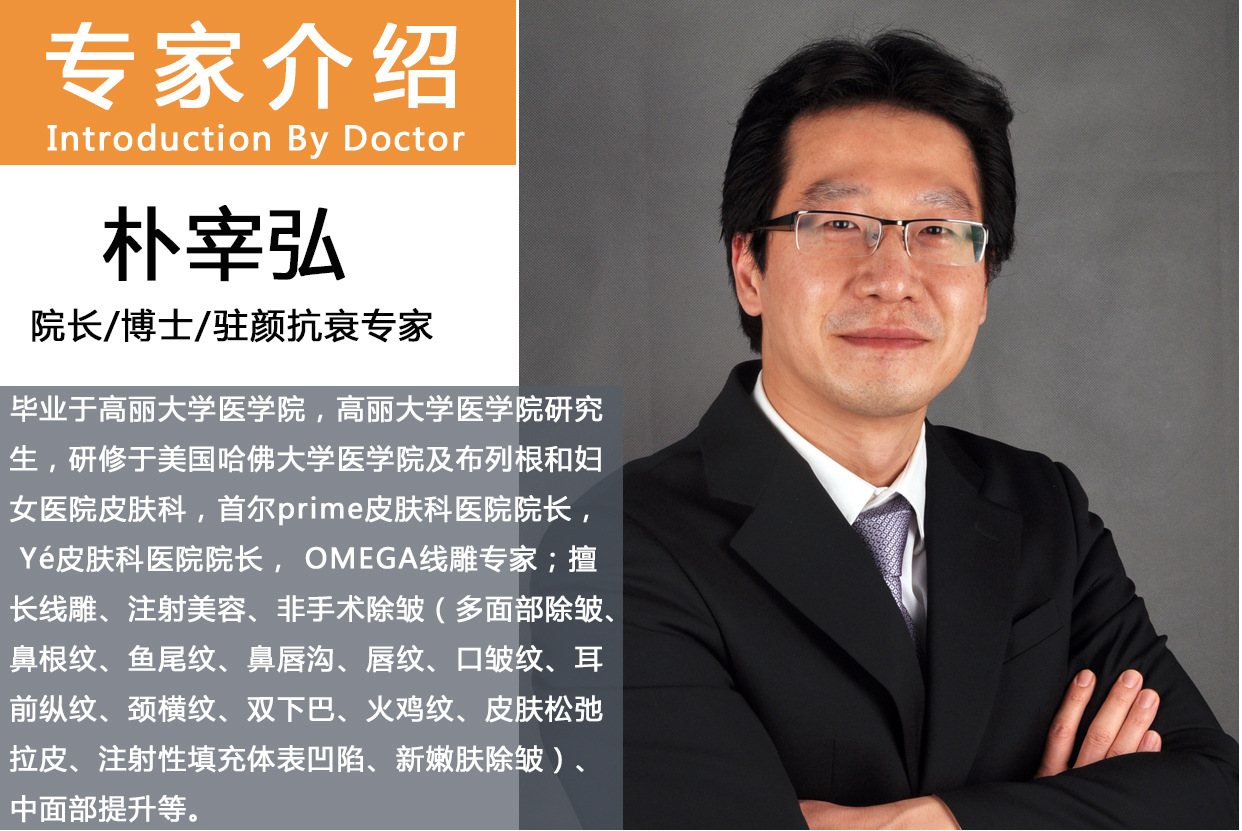 专家介绍
Introduction By Doctor
朴宰弘
院长/博士/驻颜抗衰专家
毕业于高丽大学医学院，高丽大学医学院研究
生，研修于美国哈佛大学医学院及布列根和妇
女医院皮肤科，首尔prime皮肤科医院院长，
Yé皮肤科医院院长， OMEGA线雕专家；擅
长线雕、注射美容、非手术除皱（多面部除皱、
鼻根纹、鱼尾纹、鼻唇沟、唇纹、口皱纹、耳
前纵纹、颈横纹、双下巴、火鸡纹、皮肤松弛
拉皮、注射性填充体表凹陷、新嫩肤除皱）、
中面部提升等。